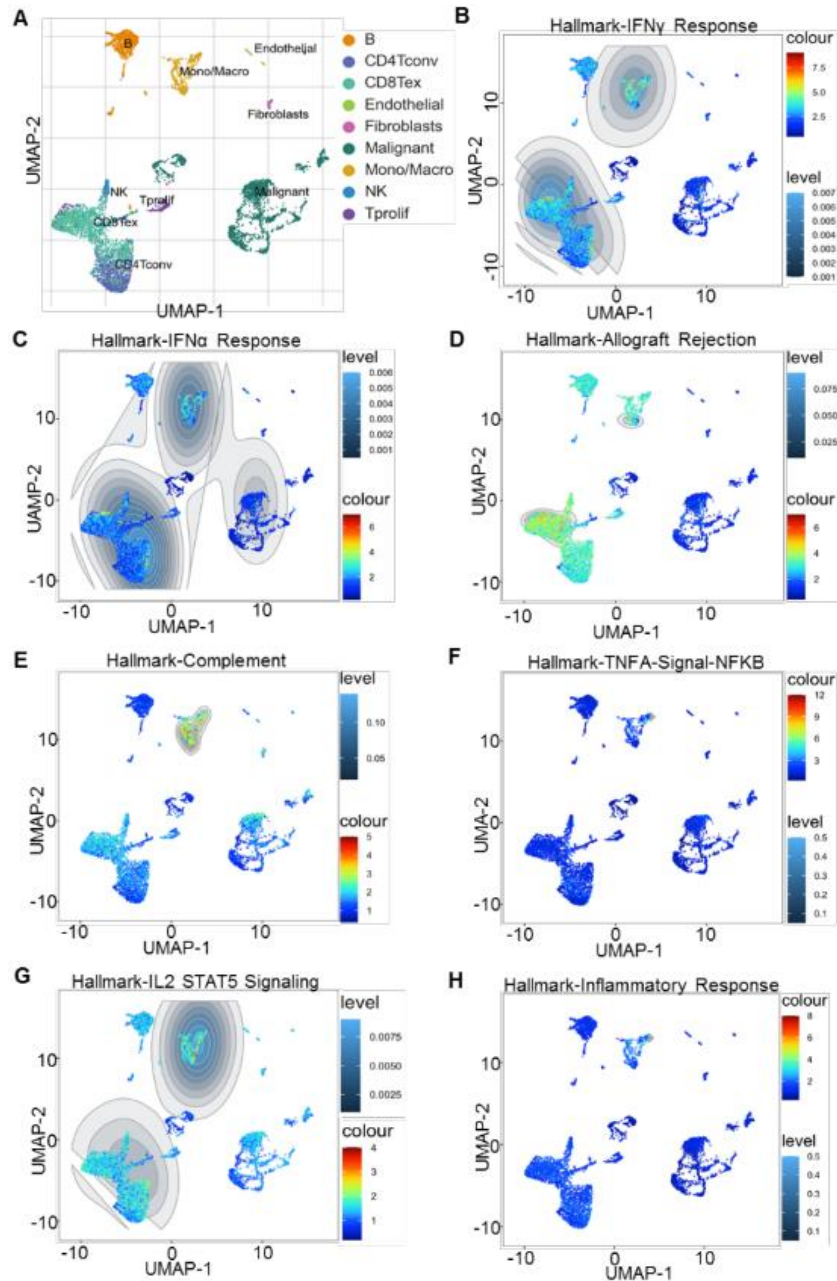 A
B
CD4Tconv
CD8Tex
Endothelial
Fibroblasts
Malignant
Mono/Macro
NK
Tprolif
B
Mono/Macro
Endothelial
Fibroblasts
NK
Tprolif
Malignant
CD8Tex
CD4Tconv
UMAP-2
UMAP-1
B
Hallmark-IFNγ Response
colour
7.5
5.0
2.5
level
0.007
0.006
0.005
0.004
0.003
0.002
0.001
10
0
-10
-10
0
10
UMAP-2
UMAP-1
C
Hallmark-IFNα Response
level
0.006
0.005
0.004
0.003
0.002
0.001
colour
6
4
2
10
0
-10
-10
0
10
UAMP-2
UMAP-1
D
Hallmark-Allograft Rejection
level
0.075
0.050
0.025
colour
6
4
2
10
0
-10
-10
0
10
UMAP-2
UMAP-1
E
Hallmark-Complement
level
0.10
0.05
colour
5
4
3
2
1
10
0
-10
-10
0
10
UMAP-2
UMAP-1
F
Hallmark-TNFA-Signal-NFKB
colour
12
9
6
3
level
0.5
0.4
0.3
0.2
0.1
10
0
-10
-10
0
10
UMA-2
UMAP-1
G
Hallmark-IL2 STAT5 Signaling
level
0.0075
0.0050
0.0025
colour
4
3
2
1
10
0
-10
-10
0
10
UMAP-2
UMAP-1
H
Hallmark-Inflammatory Response
colour
8
6
4
2
level
0.5
0.4
0.3
0.2
0.1
10
0
-10
-10
0
10
UMAP-2
UMAP-1